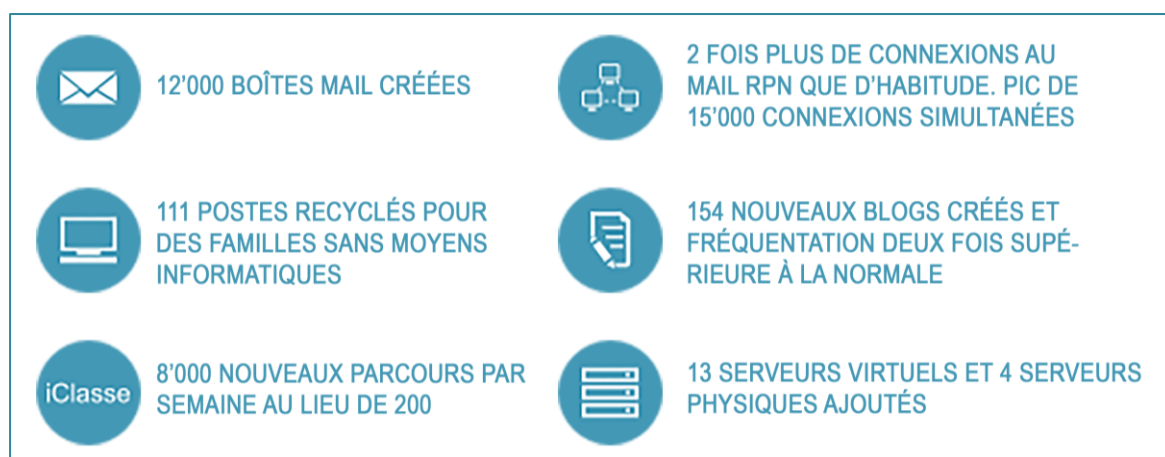 12’000 BOÎTES MAIL CRÉÉES
2 FOIS PLUS DE CONNEXIONS AU
MAIL RPN QUE D’HABITUDE. PIC DE
15’000 CONNEXIONS SIMULTANÉES
111 POSTES RECYCLÉS POUR
DES FAMILLES SANS MOYENS
INFORMATIQUES
154 NOUVEAUX BLOGS CRÉÉS ET
FRÉQUENTATION DEUX FOIS SUPÉ-
RIEURE À LA NORMALE
iClasse
8’000 NOUVEAUX PARCOURS PAR
SEMAINE AU LIEU DE 200
13 SERVEURS VIRTUELS ET 4 SERVEURS
PHYSIQUES AJOUTÉS